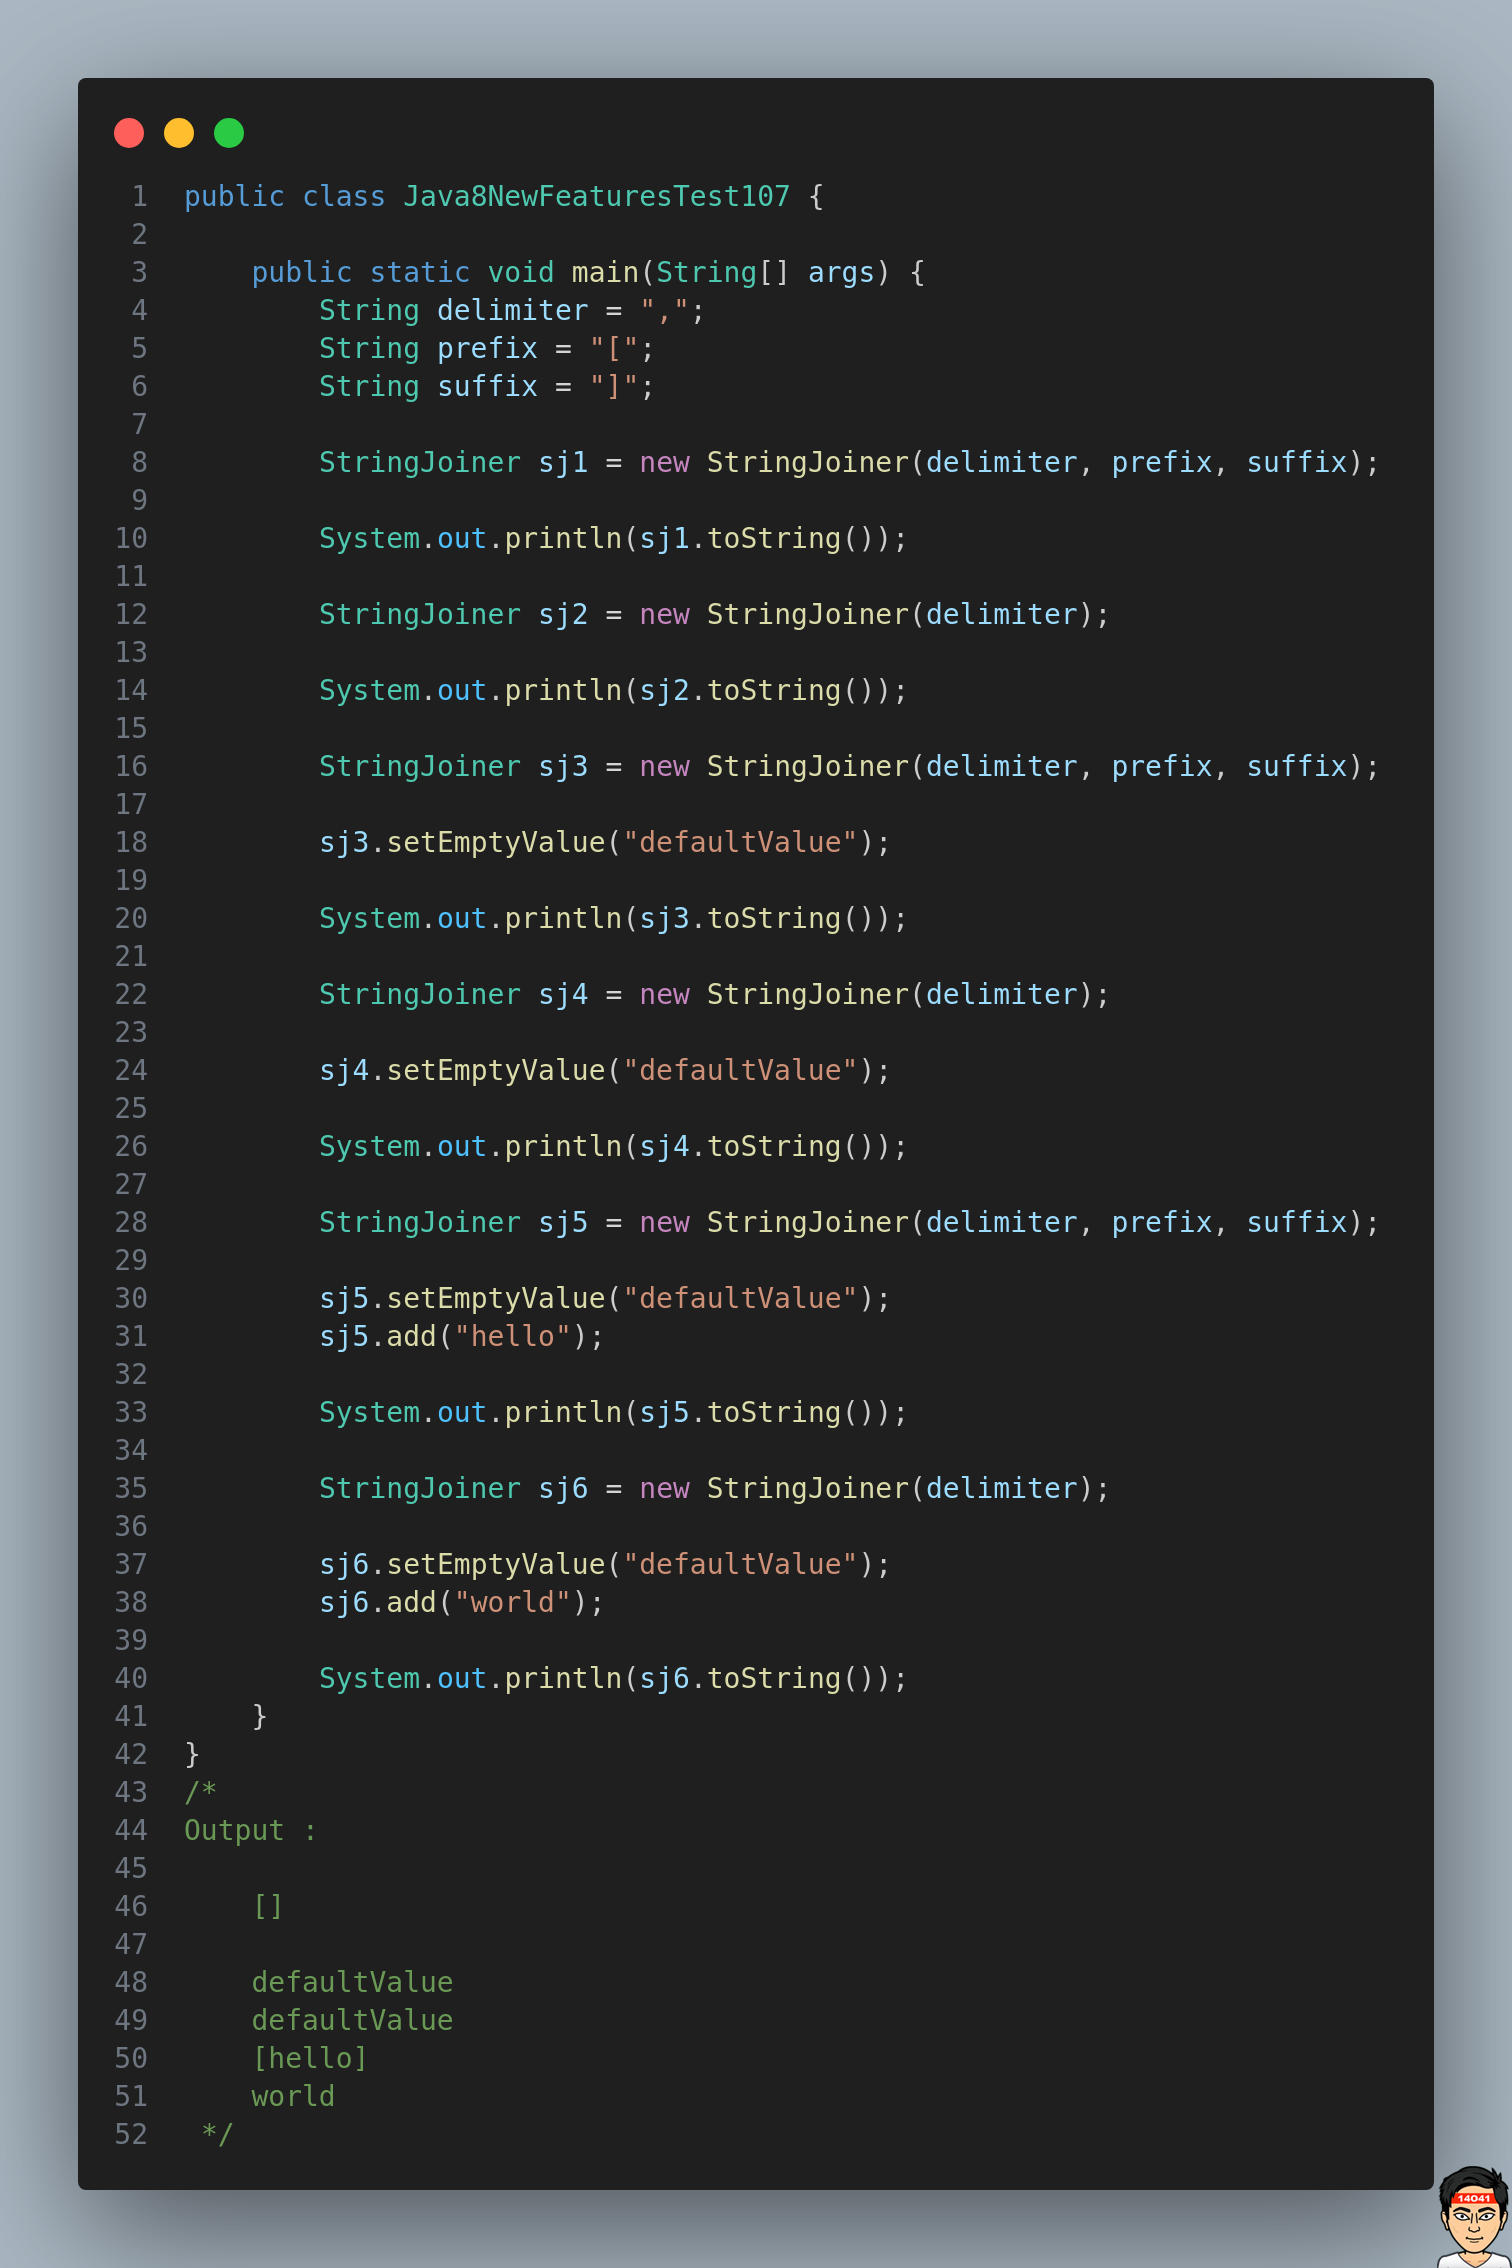 1 public class Java8NewFeaturesTest107 {
2
3     public static void main(String[] args) {
4         String delimiter = ",";
5         String prefix = "[";
6         String suffix = "]";
7
8         StringJoiner sj1 = new StringJoiner(delimiter, prefix, suffix);
9
10         System.out.println(sj1.toString());
11
12         StringJoiner sj2 = new StringJoiner(delimiter);
13
14         System.out.println(sj2.toString());
15
16         StringJoiner sj3 = new StringJoiner(delimiter, prefix, suffix);
17
18         sj3.setEmptyValue("defaultValue");
19
20         System.out.println(sj3.toString());
21
22         StringJoiner sj4 = new StringJoiner(delimiter);
23
24         sj4.setEmptyValue("defaultValue");
25
26         System.out.println(sj4.toString());
27
28         StringJoiner sj5 = new StringJoiner(delimiter, prefix, suffix);
29
30         sj5.setEmptyValue("defaultValue");
31         sj5.add("hello");
32
33         System.out.println(sj5.toString());
34
35         StringJoiner sj6 = new StringJoiner(delimiter);
36
37         sj6.setEmptyValue("defaultValue");
38         sj6.add("world");
39
40         System.out.println(sj6.toString());
41     }
42 }
43 /*
44 Output :
45
46     []
47
48     defaultValue
49     defaultValue
50     [hello]
51     world
52  */
14041